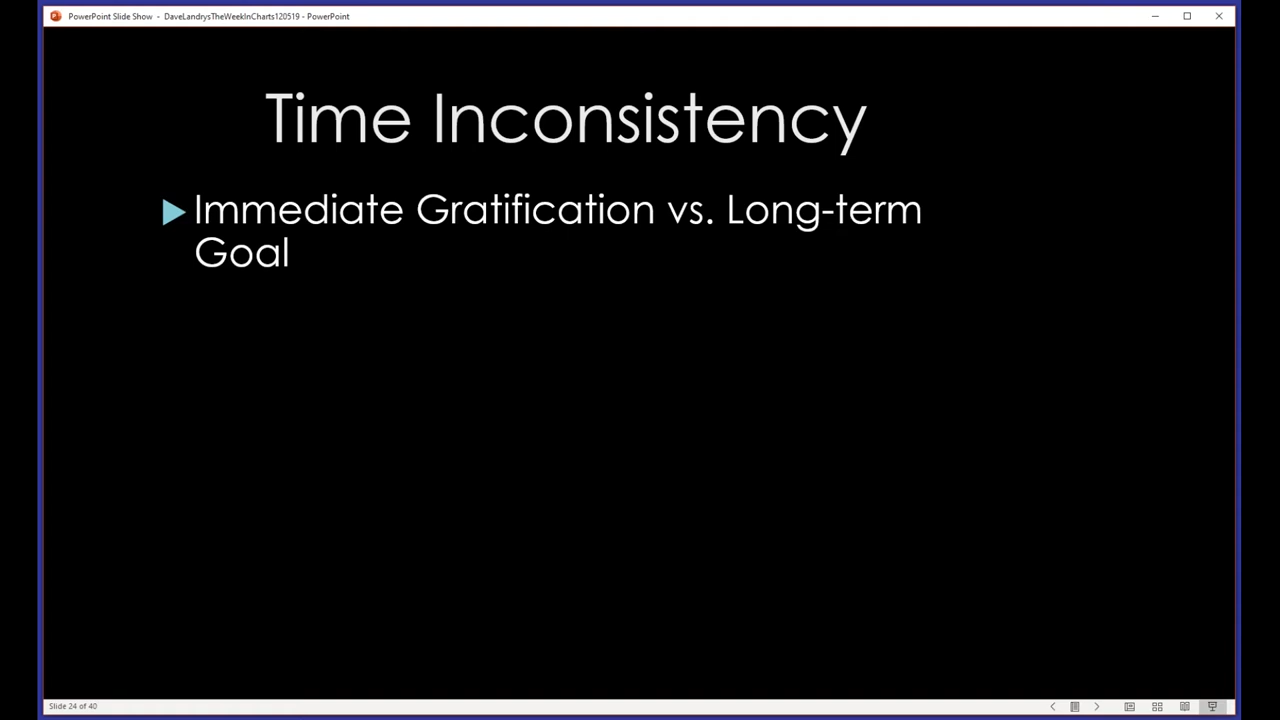 PowerPoint Slide Show - DaveLandrysTheWeekInCharts120519 - PowerPoint
Time Inconsistency
Immediate Gratification vs. Long-term
Goal
Slide 24 of 40